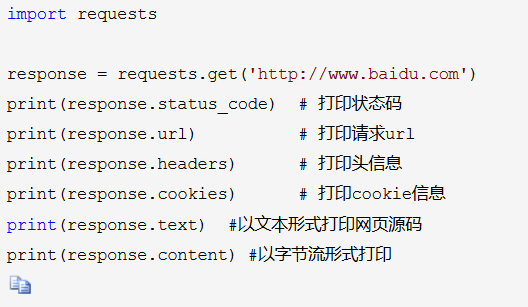 import requests
response = requests.get('http://www.baidu.com')
print(response.status_code)  # 打印状态码
print(response.url)          # 打印请求url
print(response.headers)      # 打印头信息
print(response.cookies)      # 打印cookie信息
print(response.text)  #以文本形式打印网页源码
print(response.content) #以字节流形式打印